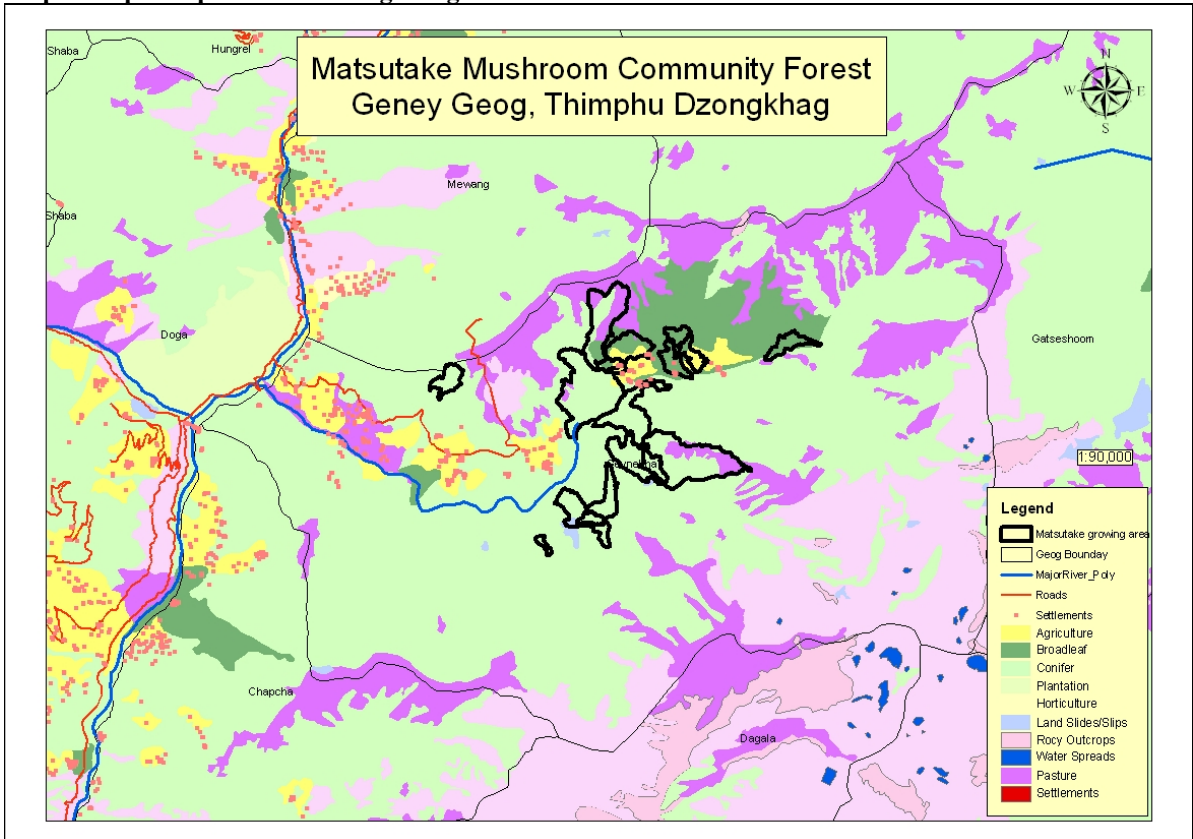 Shaba
Hungrel
Matsutake Mushroom Community Forest
Geney Geog, Thimphu Dzongkhag
N
W
E
S
Mewang
Shaba
Doga
Gatseshoom
1:90,000
Chapcha
Dagala
Legend
Matsutake growing area
Geog Bounday
MajorRiver_Poly
Roads
Settlements
Agriculture
Broadleaf
Conifer
Plantation
Horticulture
Land Slides/Slips
Rocy Outcrops
Water Spreads
Pasture
Settlements